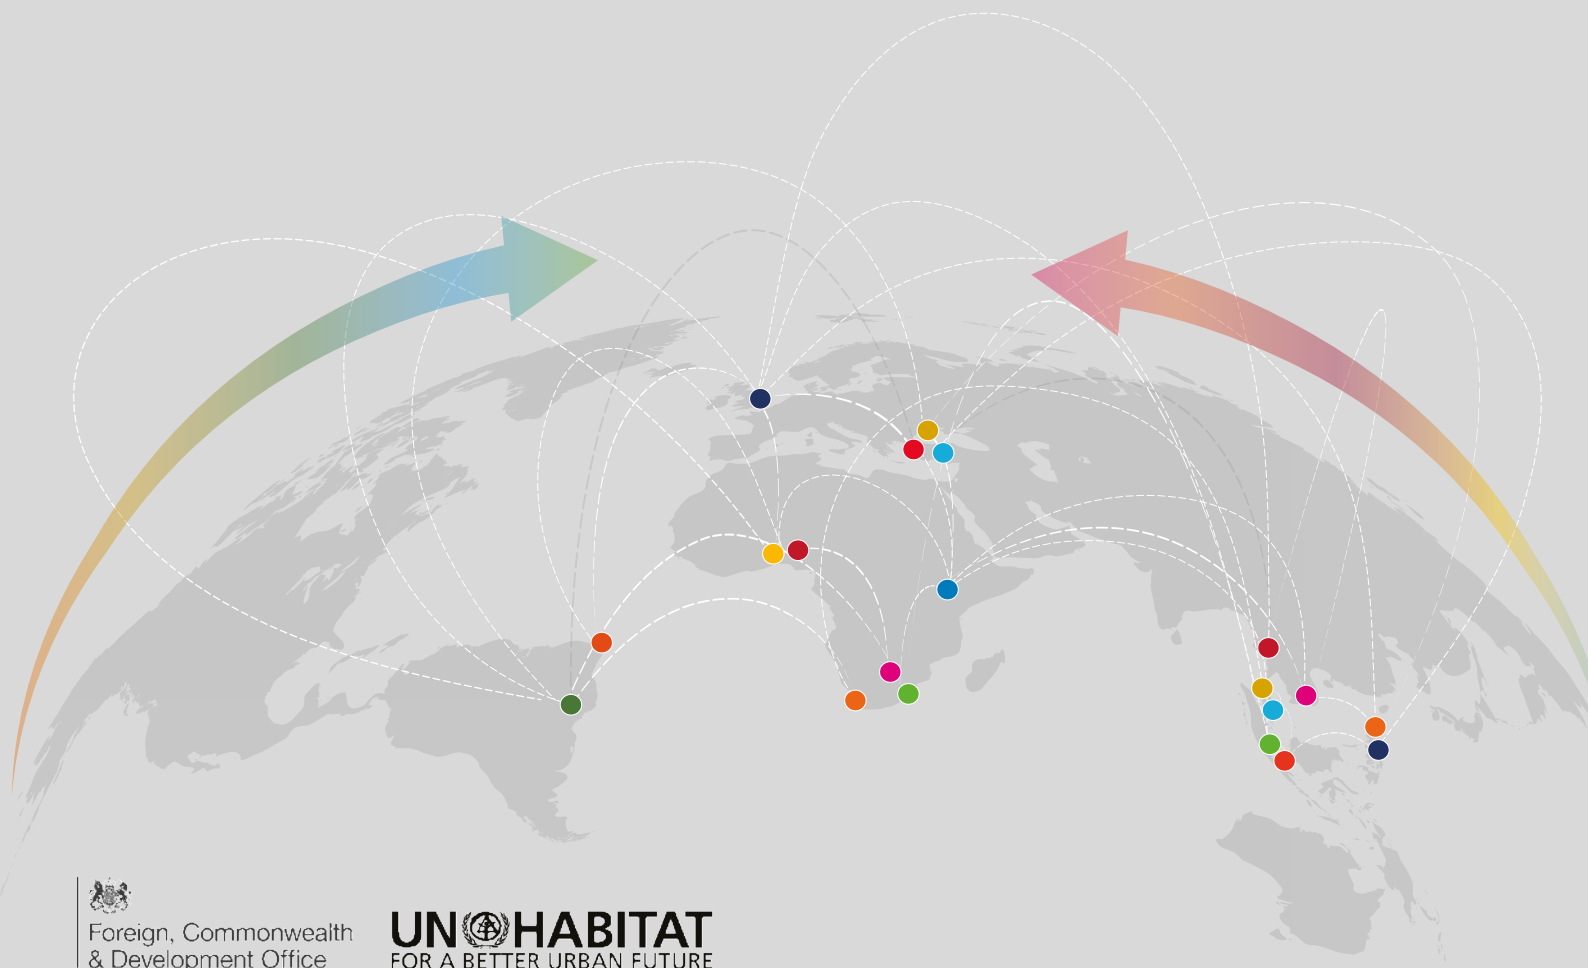 Foreign, Commonwealth
& Development Office
UN HABITAT
FOR A BETTER URBAN FUTURE